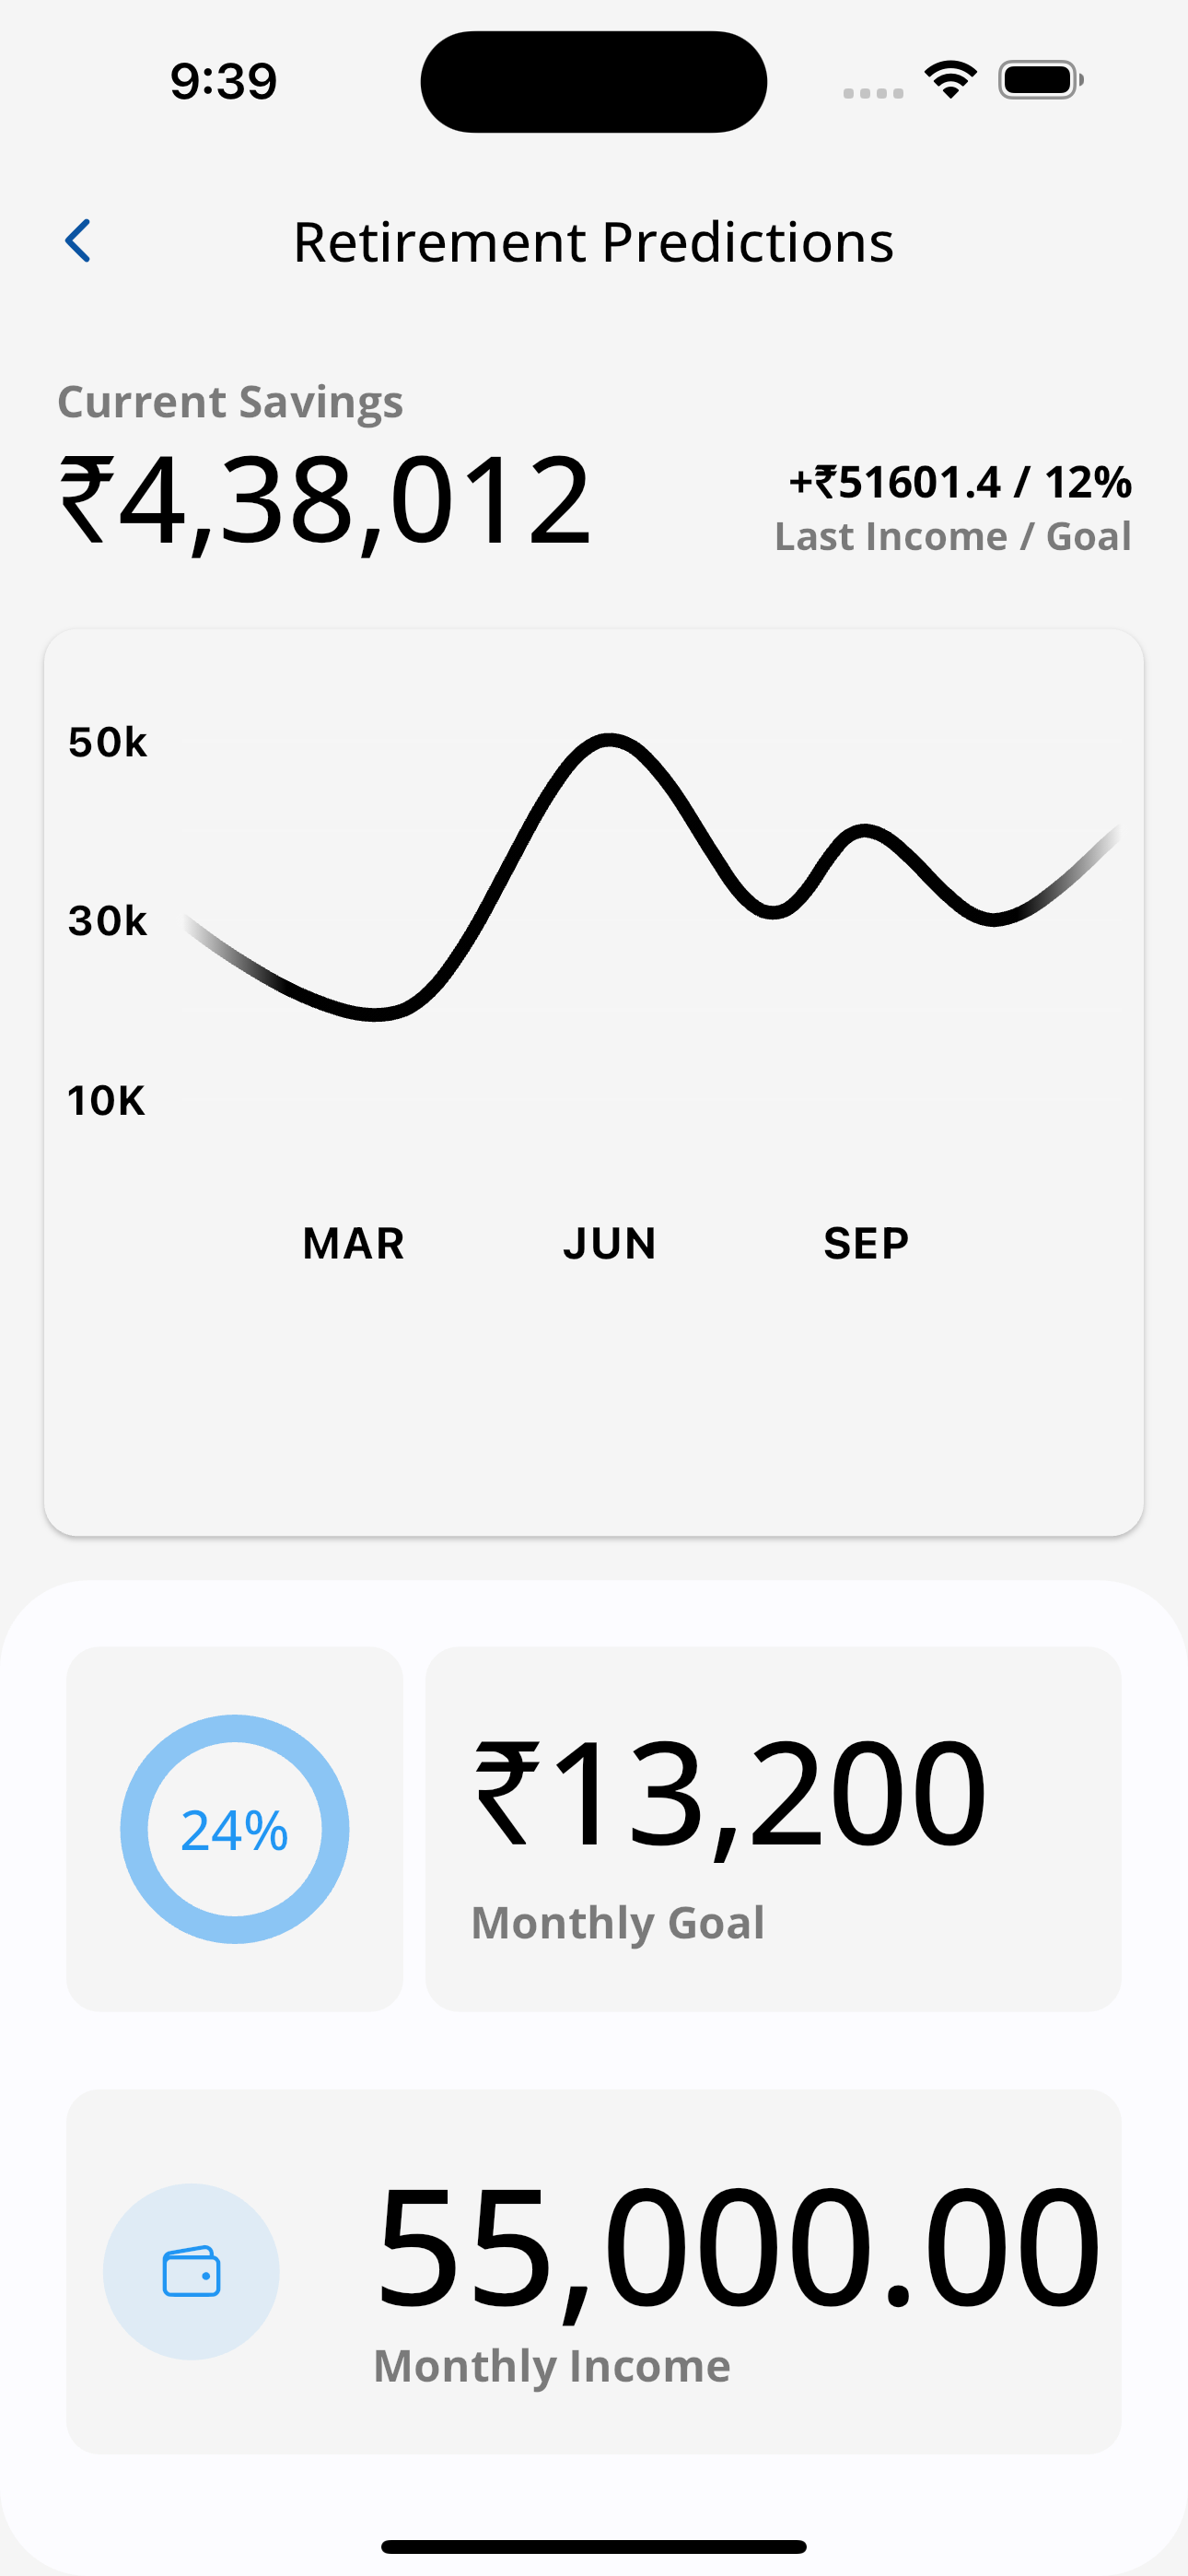 9:39
Retirement Predictions
Current Savings
₹4,38,012
+₹51601.4 / 12%
Last Income / Goal
50k
30k
10K
MAR JUN SEP
24%
₹13,200
Monthly Goal
55,000.00
Monthly Income